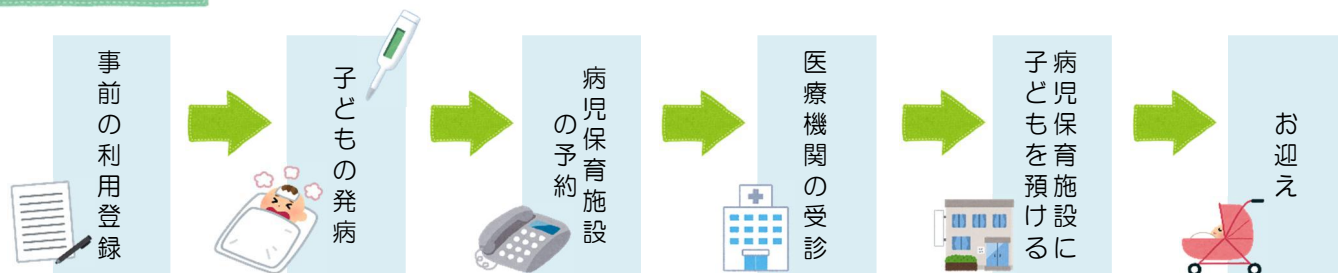 事前の利用登録
子どもの発病
病児保育施設
の予約
医療機関の受診
病児保育施設に
子どもを預ける
お迎え